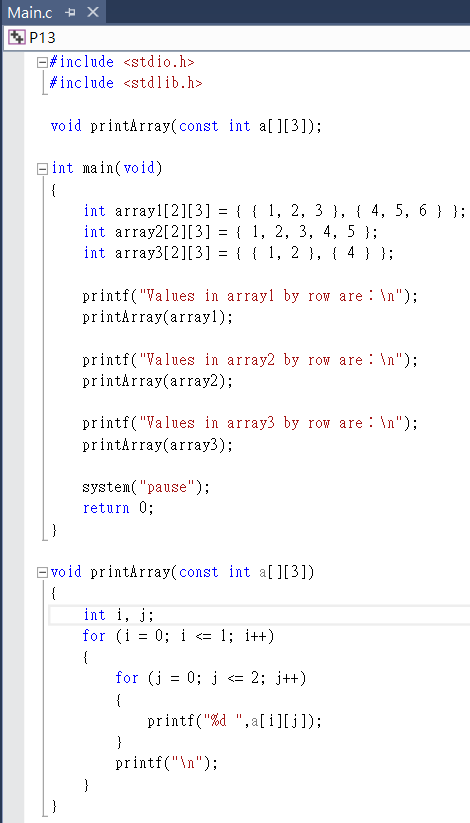 Main.c
P13
#include <stdio.h>
#include <stdlib.h>
void printArray(const int a[][3]);
int main(void)
{
int array1[2][3] = { { 1, 2, 3 }, { 4, 5, 6 } };
int array2[2][3] = { 1, 2, 3, 4, 5 };
int array3[2][3] = { { 1, 2 }, { 4 } };
printf("Values in array1 by row are：\n");
printArray(array1);
printf("Values in array2 by row are：\n");
printArray(array2);
printf("Values in array3 by row are：\n");
printArray(array3);
system("pause");
return 0;
}
void printArray(const int a[][3])
{
int i, j;
for (i = 0; i <= 1; i++)
{
for (j = 0; j <= 2; j++)
{
printf("%d ",a[i][j]);
}
printf("\n");
}
}